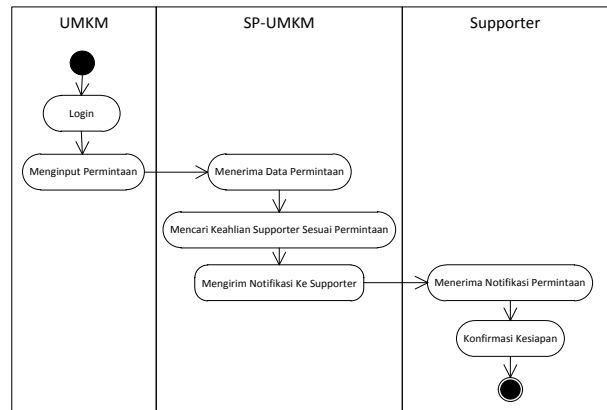 UMKM
SP-UMKM
Supporter
Login
Menginput Permintaan
Menerima Data Permintaan
Mencari Keahlian Supporter Sesuai Permintaan
Mengirim Notifikasi Ke Supporter
Menerima Notifikasi Permintaan
Konfirmasi Kesiapan